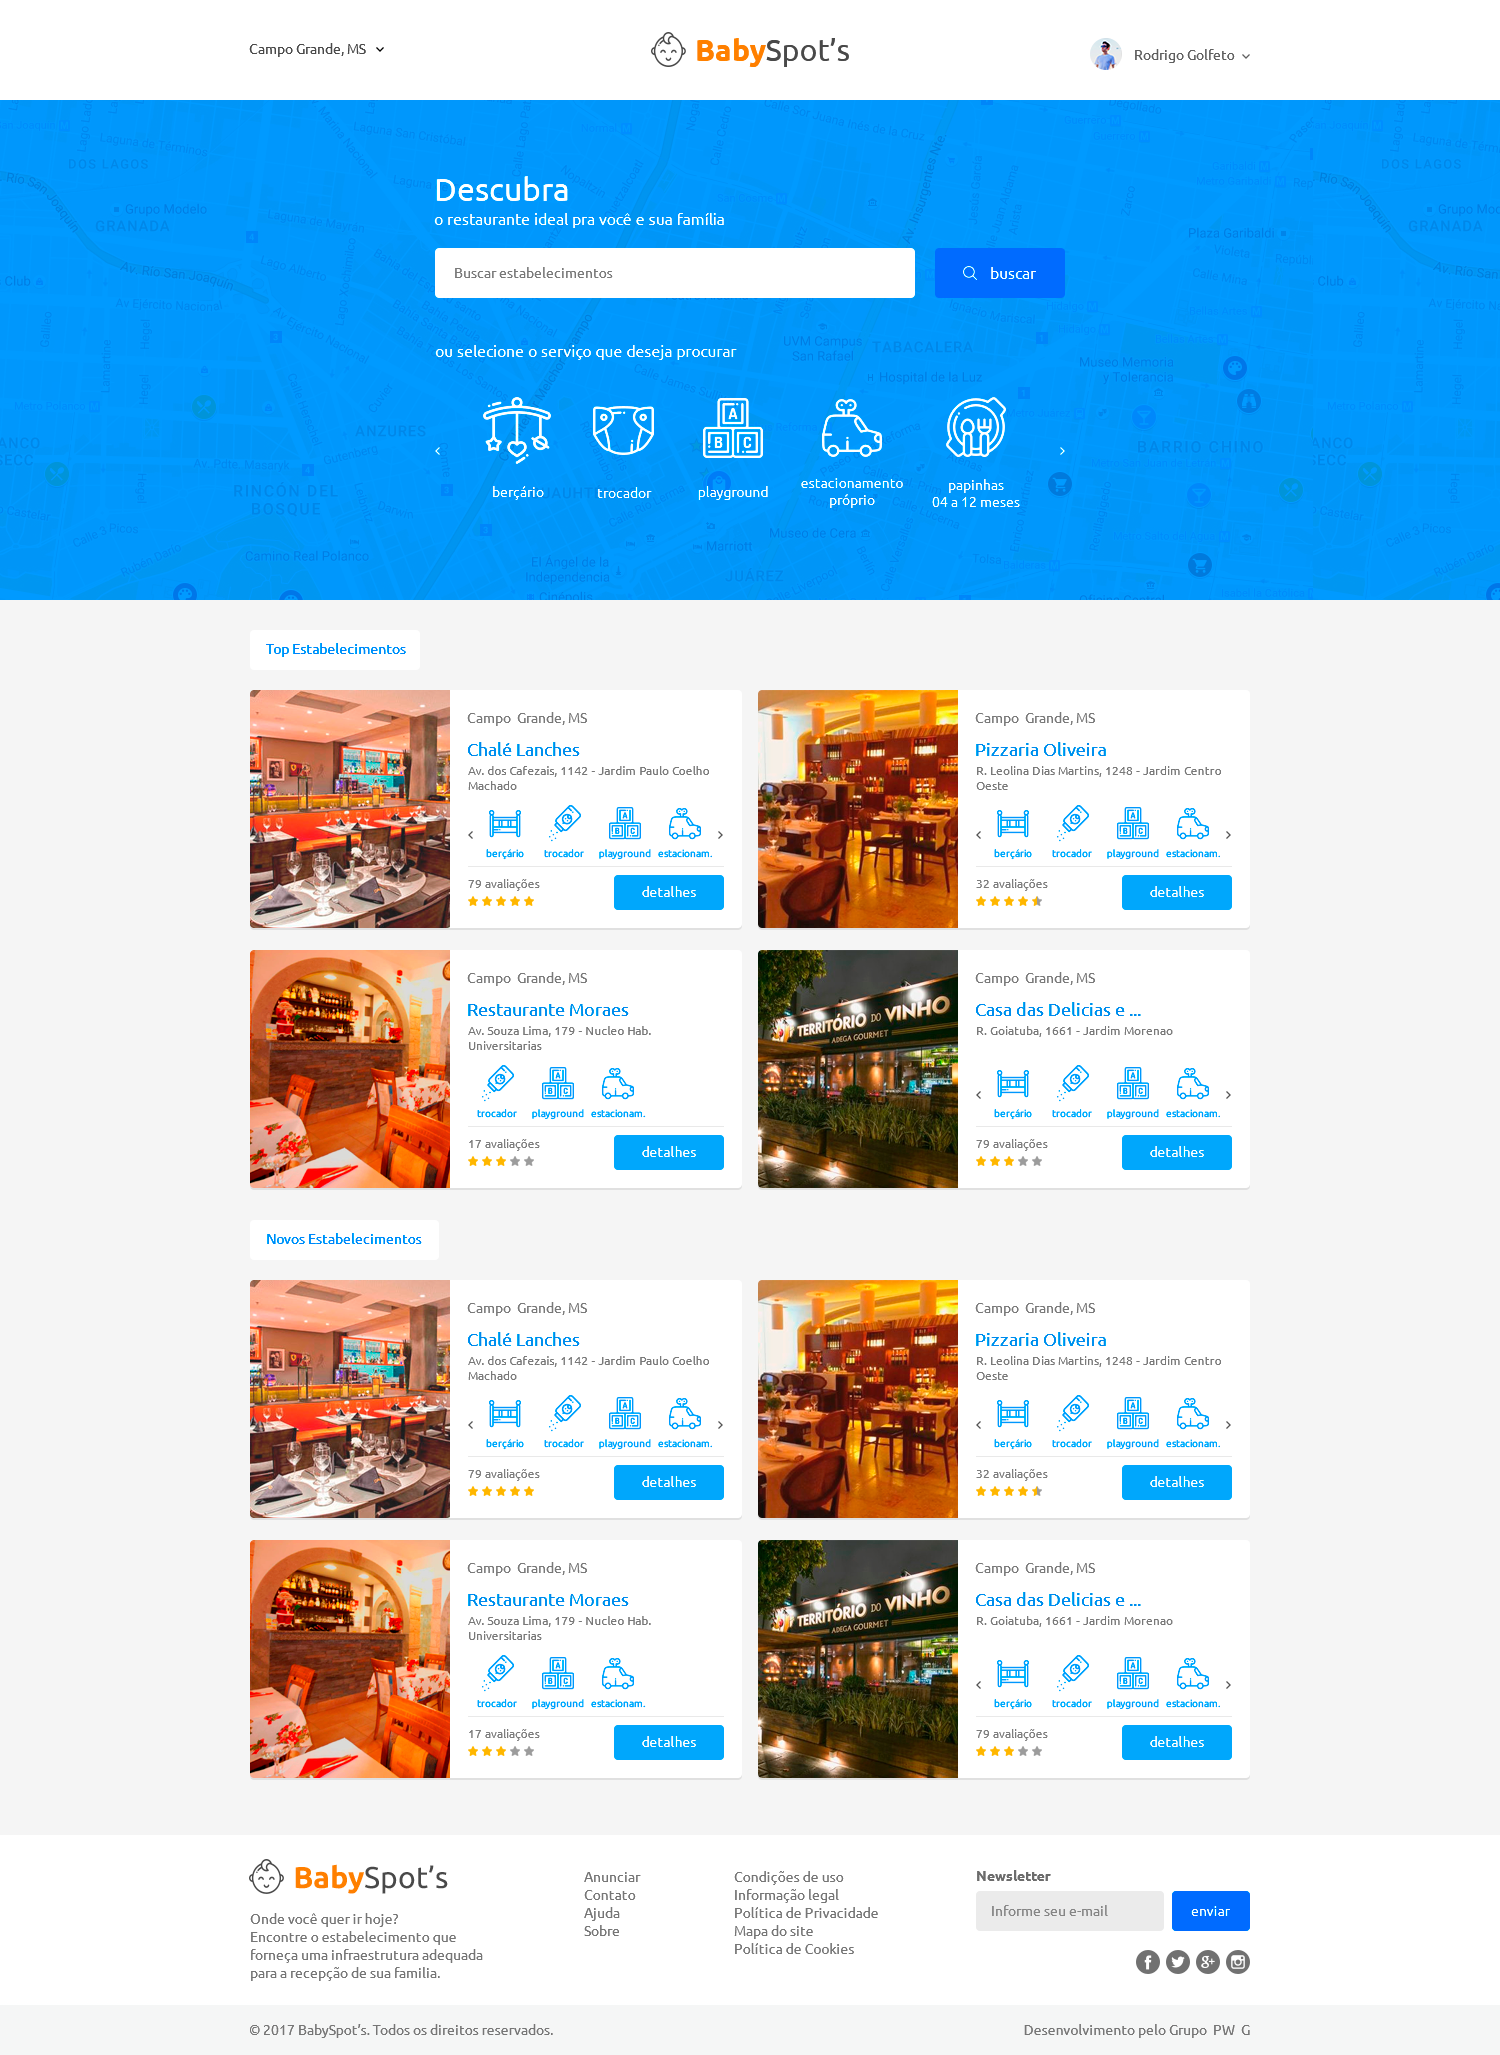 Campo Grande, MS
BabySpot's
Rodrigo Golfeto
Descubra
o restaurante ideal pra você e sua família
Buscar estabelecimentos
buscar
ou selecione o serviço que deseja procurar
berçário
trocador
playground
estacionamento
próprio
papinhas
04 a 12 meses
Top Estabelecimentos
Campo Grande, MS
Chalé Lanches
Av. dos Cafezais, 1142 - Jardim Paulo Coelho
Machado
berçário trocador playground estacionam.
79 avaliações
detalhes
Campo Grande, MS
Pizzaria Oliveira
R. Leolina Dias Martins, 1248 - Jardim Centro
Oeste
berçário trocador playground estacionam.
32 avaliações
detalhes
Campo Grande, MS
Restaurante Moraes
Av. Souza Lima, 179 - Nucleo Hab.
Universitarias
trocador playground estacionam.
17 avaliações
detalhes
TERRITÓRIO DO VINHO
ADEGA GOURMET
Campo Grande, MS
Casa das Delicias e ...
R. Goiatuba, 1661 - Jardim Morenao
berçário trocador playground estacionam.
79 avaliações
detalhes
Novos Estabelecimentos
Campo Grande, MS
Chalé Lanches
Av. dos Cafezais, 1142 - Jardim Paulo Coelho
Machado
berçário trocador playground estacionam.
79 avaliações
detalhes
Campo Grande, MS
Pizzaria Oliveira
R. Leolina Dias Martins, 1248 - Jardim Centro
Oeste
berçário trocador playground estacionam.
32 avaliações
detalhes
Campo Grande, MS
Restaurante Moraes
Av. Souza Lima, 179 - Nucleo Hab.
Universitarias
trocador playground estacionam.
17 avaliações
detalhes
TERRITÓRIO DO VINHO
ADEGA GOURMET
Campo Grande, MS
Casa das Delicias e ...
R. Goiatuba, 1661 - Jardim Morenao
berçário trocador playground estacionam.
79 avaliações
detalhes
BabySpot's
Onde você quer ir hoje?
Encontre o estabelecimento que
forneça uma infraestrutura adequada
para a recepção de sua familia.
Anunciar
Contato
Ajuda
Sobre
Condições de uso
Informação legal
Política de Privacidade
Mapa do site
Política de Cookies
Newsletter
Informe seu e-mail
enviar
© 2017 BabySpot's. Todos os direitos reservados.
Desenvolvimento pelo Grupo PW G